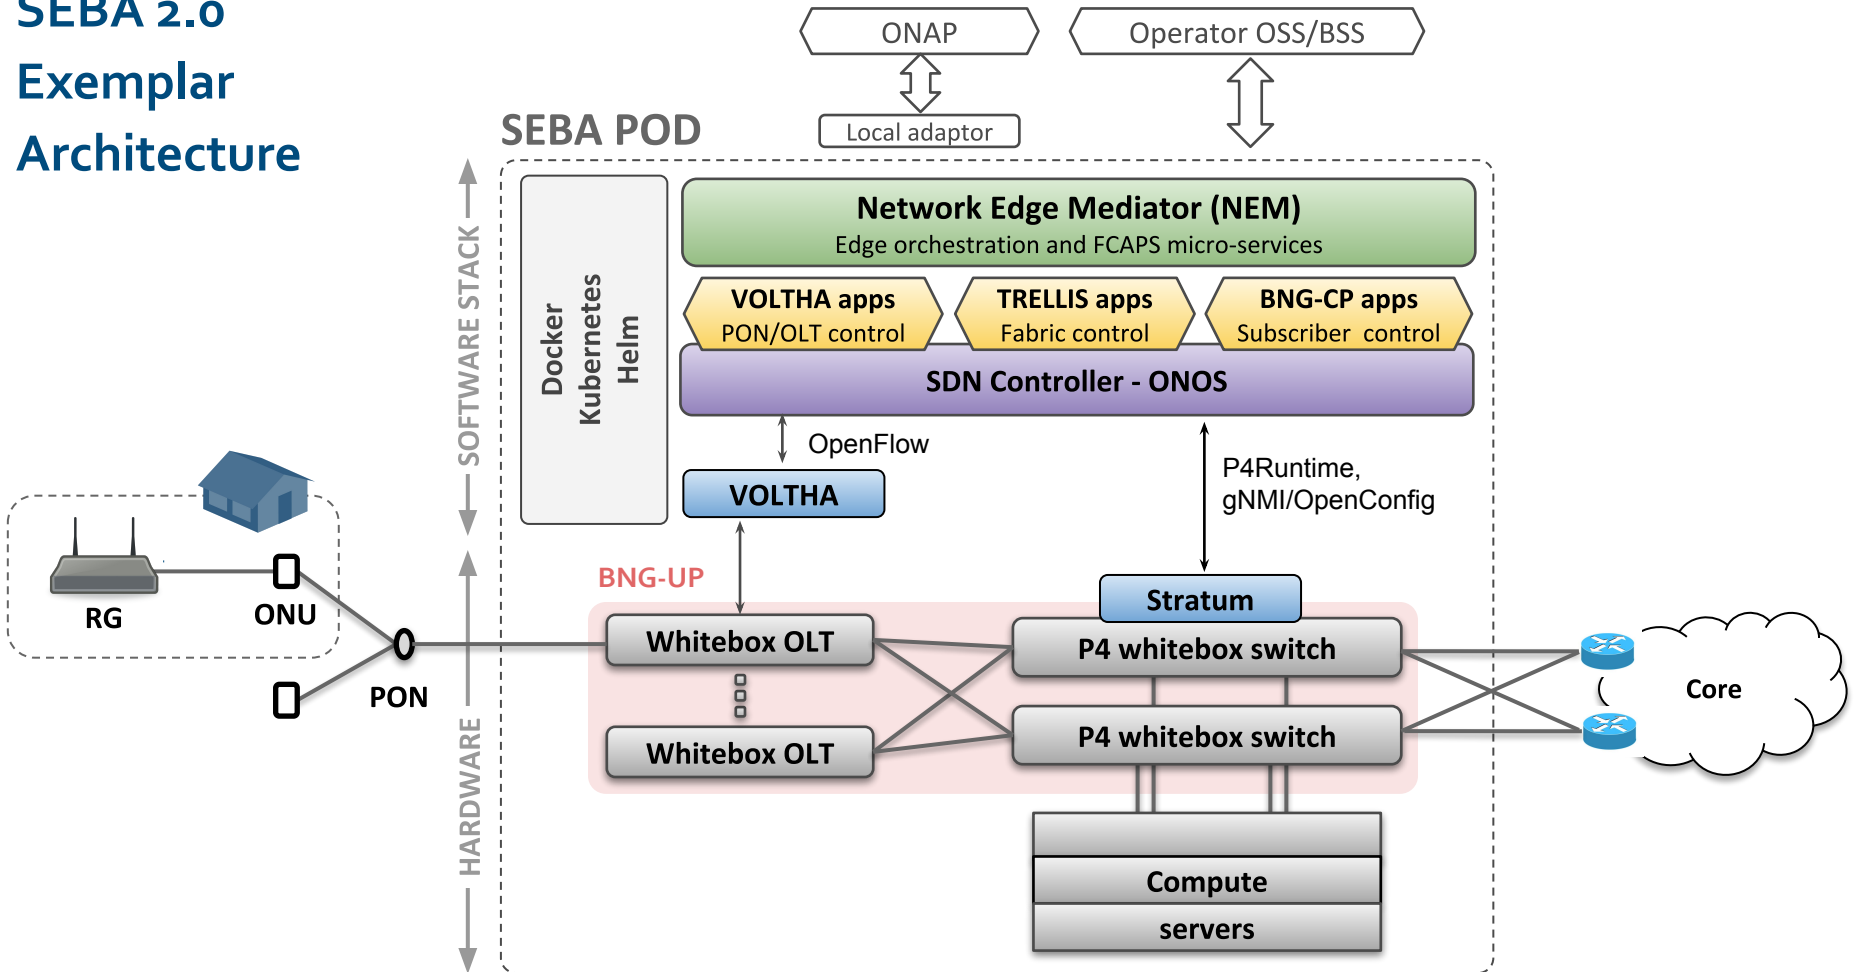 SEBA 2.0
Exemplar
Architecture
ONAP
Operator OSS/BSS
Local adaptor
SEBA POD
SOFTWARE STACK
HARDWARE
Docker
Kubernetes
Helm
Network Edge Mediator (NEM)
Edge orchestration and FCAPS micro-services
VOLTHA apps
PON/OLT control
TRELLIS apps
Fabric control
BNG-CP apps
Subscriber control
SDN Controller - ONOS
OpenFlow
P4Runtime,
gNMI/OpenConfig
VOLTHA
BNG-UP
Stratum
Whitebox OLT
P4 whitebox switch
Whitebox OLT
P4 whitebox switch
RG
ONU
PON
Core
Compute
servers